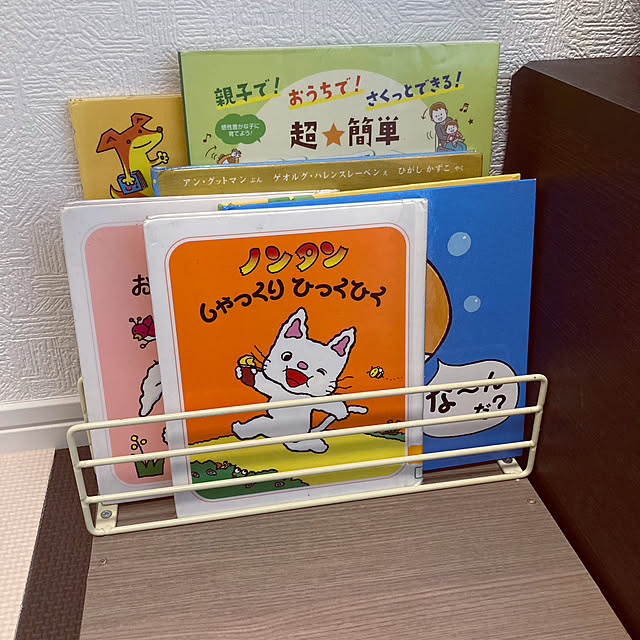 親子で！ おうちで！ さくっとできる！
感性豊かな子に
育てよう！
超★簡単
アン・グットマン ぶん ゲオルグ・ハレンスレーベン え ひがし かずこ やく
お
ノンタン
しゃっくり ひっくひく
な〜ん
だ？